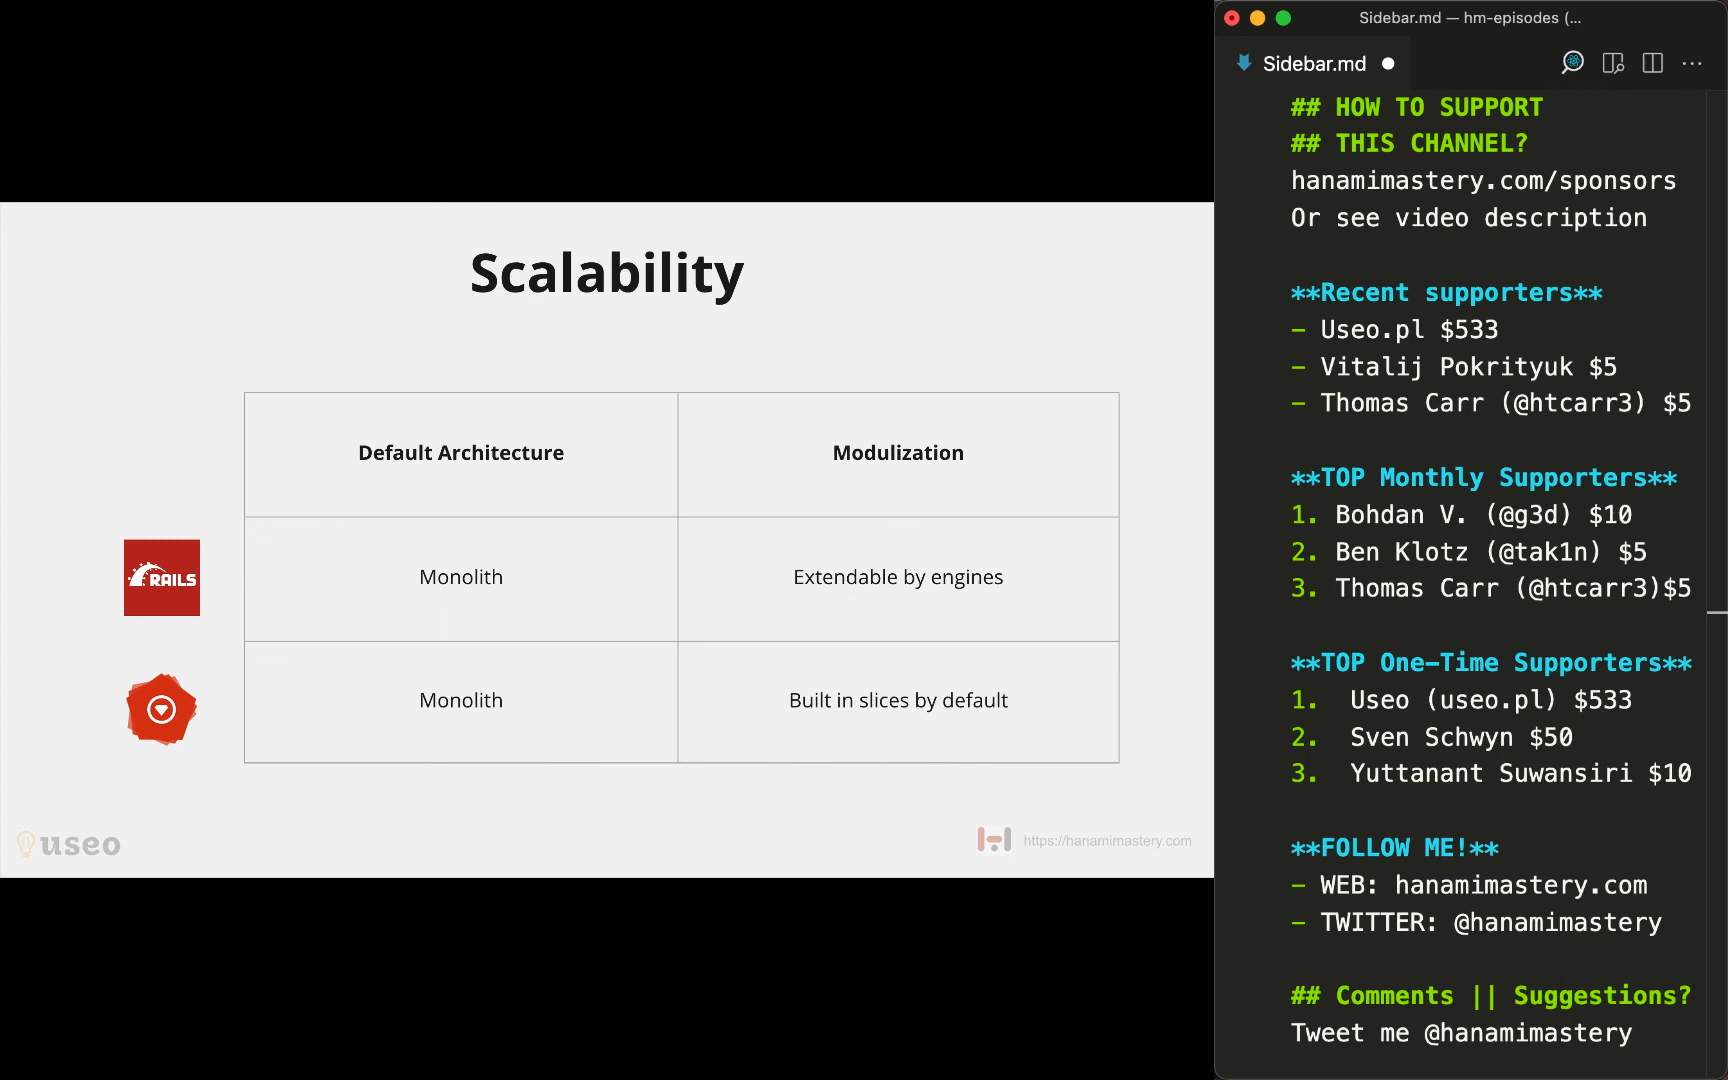 Scalability
Default Architecture
Modulization
RAILS
Monolith
Extendable by engines
Monolith
Built in slices by default
useo
https://hanamimastery.com
Sidebar.md — hm-episodes (...
Sidebar.md
## HOW TO SUPPORT
## THIS CHANNEL?
hanamimastery.com/sponsors
Or see video description
**Recent supporters**
- Useo.pl $533
- Vitalij Pokrityuk $5
- Thomas Carr (@htcarr3) $5
**TOP Monthly Supporters**
1. Bohdan V. (@g3d) $10
2. Ben Klotz (@tak1n) $5
3. Thomas Carr (@htcarr3)$5
**TOP One-Time Supporters**
1. Useo (useo.pl) $533
2. Sven Schwyn $50
3. Yuttanant Suwansiri $10
**FOLLOW ME!**
- WEB: hanamimastery.com
- TWITTER: @hanamimastery
## Comments || Suggestions?
Tweet me @hanamimastery